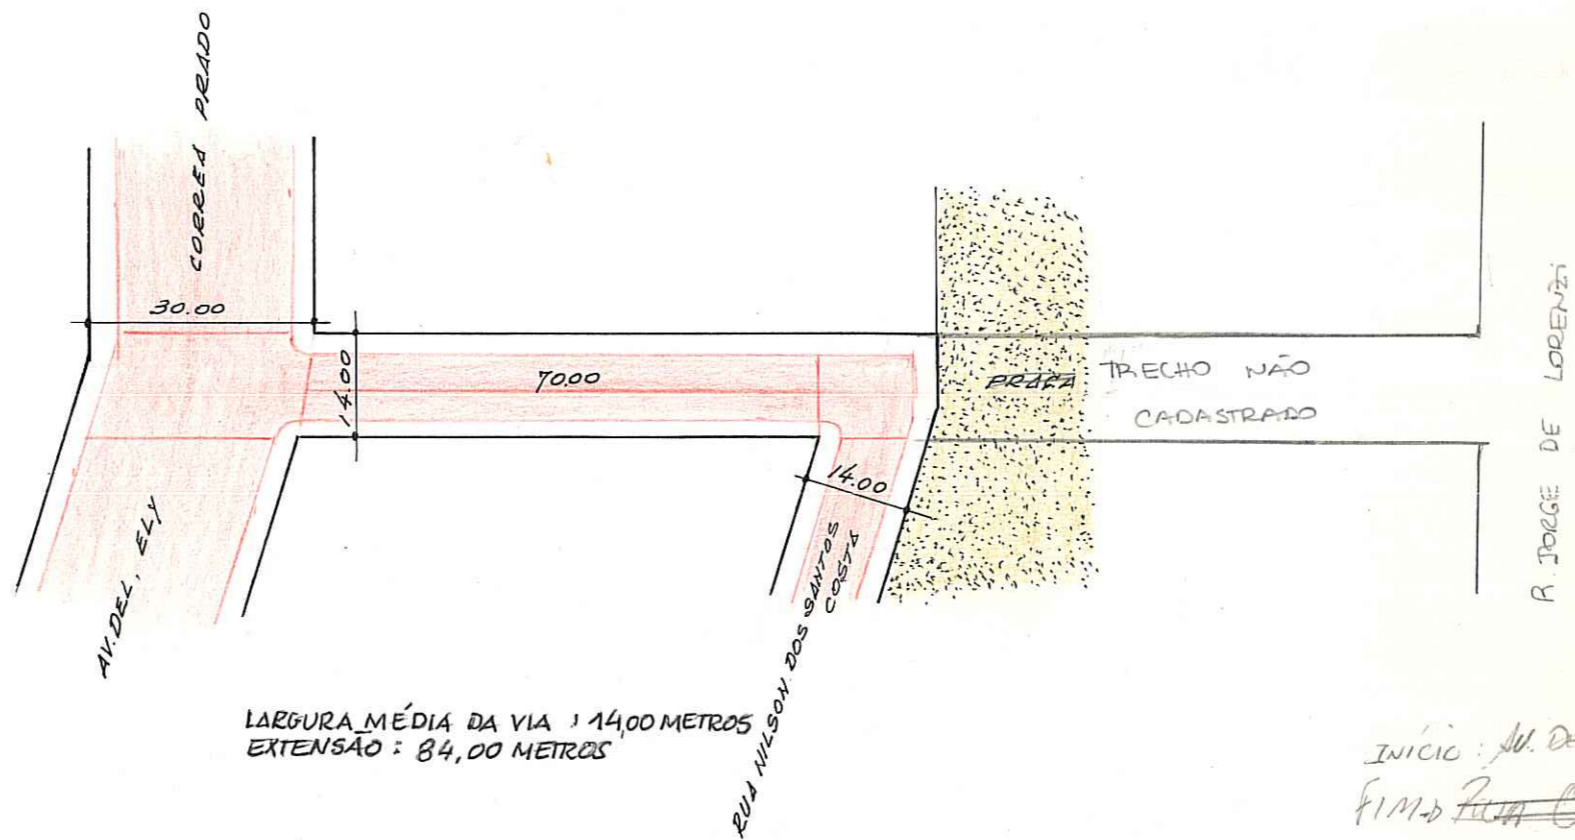 CORREA PRADO
30.00
14.00
70.00
PRAÇA
TRECHO NÃO
CADASTRADO
R. JORGE DE LORENZI
14.00
AV. DEL. ELY
RUA NILSON DOS SANTOS
COSTA
LARGURA MÉDIA DA VIA : 14,00 METROS
EXTENSÃO : 84,00 METROS
INÍCIO : AV. DE
FIM